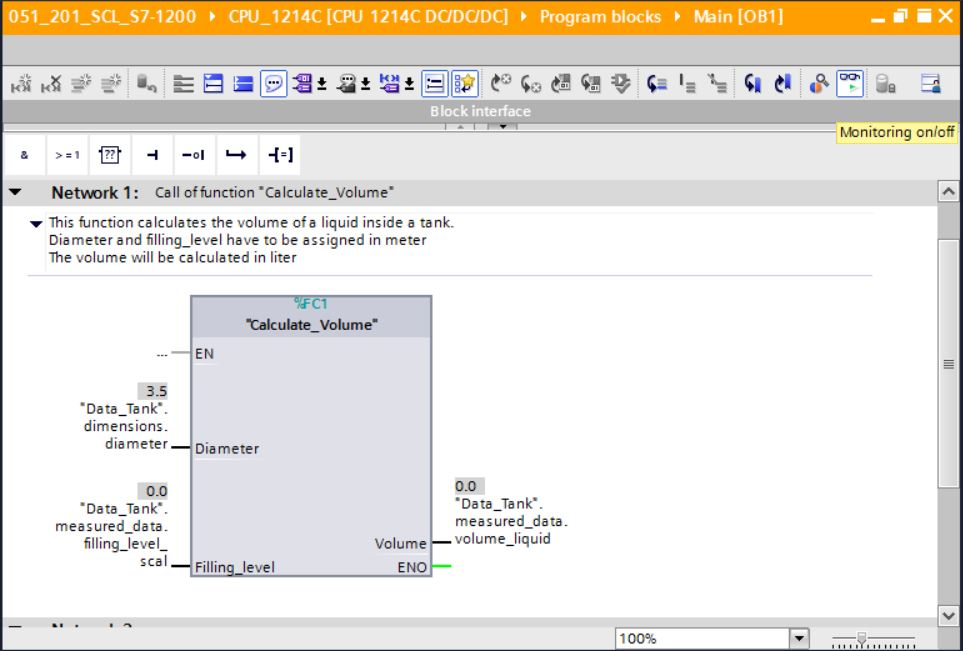 051_201_SCL_S7-1200 ▸ CPU_1214C [CPU 1214C DC/DC/DC] ▸ Program blocks ▸ Main [OB1]
Block interface
Monitoring on/off
& >=1 ?? -o| -[=]
Network 1: Call of function "Calculate_Volume"
This function calculates the volume of a liquid inside a tank.
Diameter and filling_level have to be assigned in meter
The volume will be calculated in liter
%FC1
"Calculate_Volume"
... EN
3.5
"Data_Tank".
dimensions.
diameter
Diameter
0.0
"Data_Tank".
measured_data.
filling_level_
scal
Filling_level
0.0
"Data_Tank".
measured_data.
volume_liquid
Volume
ENO
100%